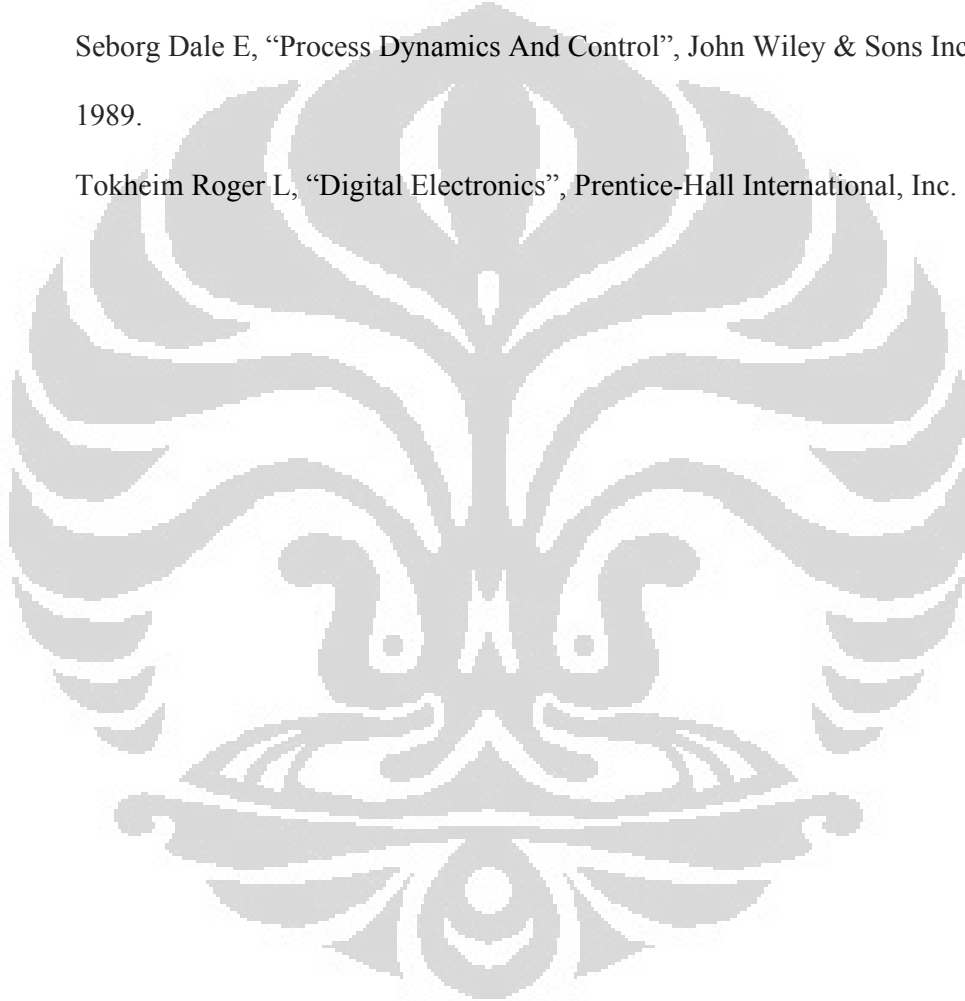 Seborg Dale E, “Process Dynamics And Control”, John Wiley & Sons Inc
1989.
Tokheim Roger L, “Digital Electronics”, Prentice-Hall International, Inc.